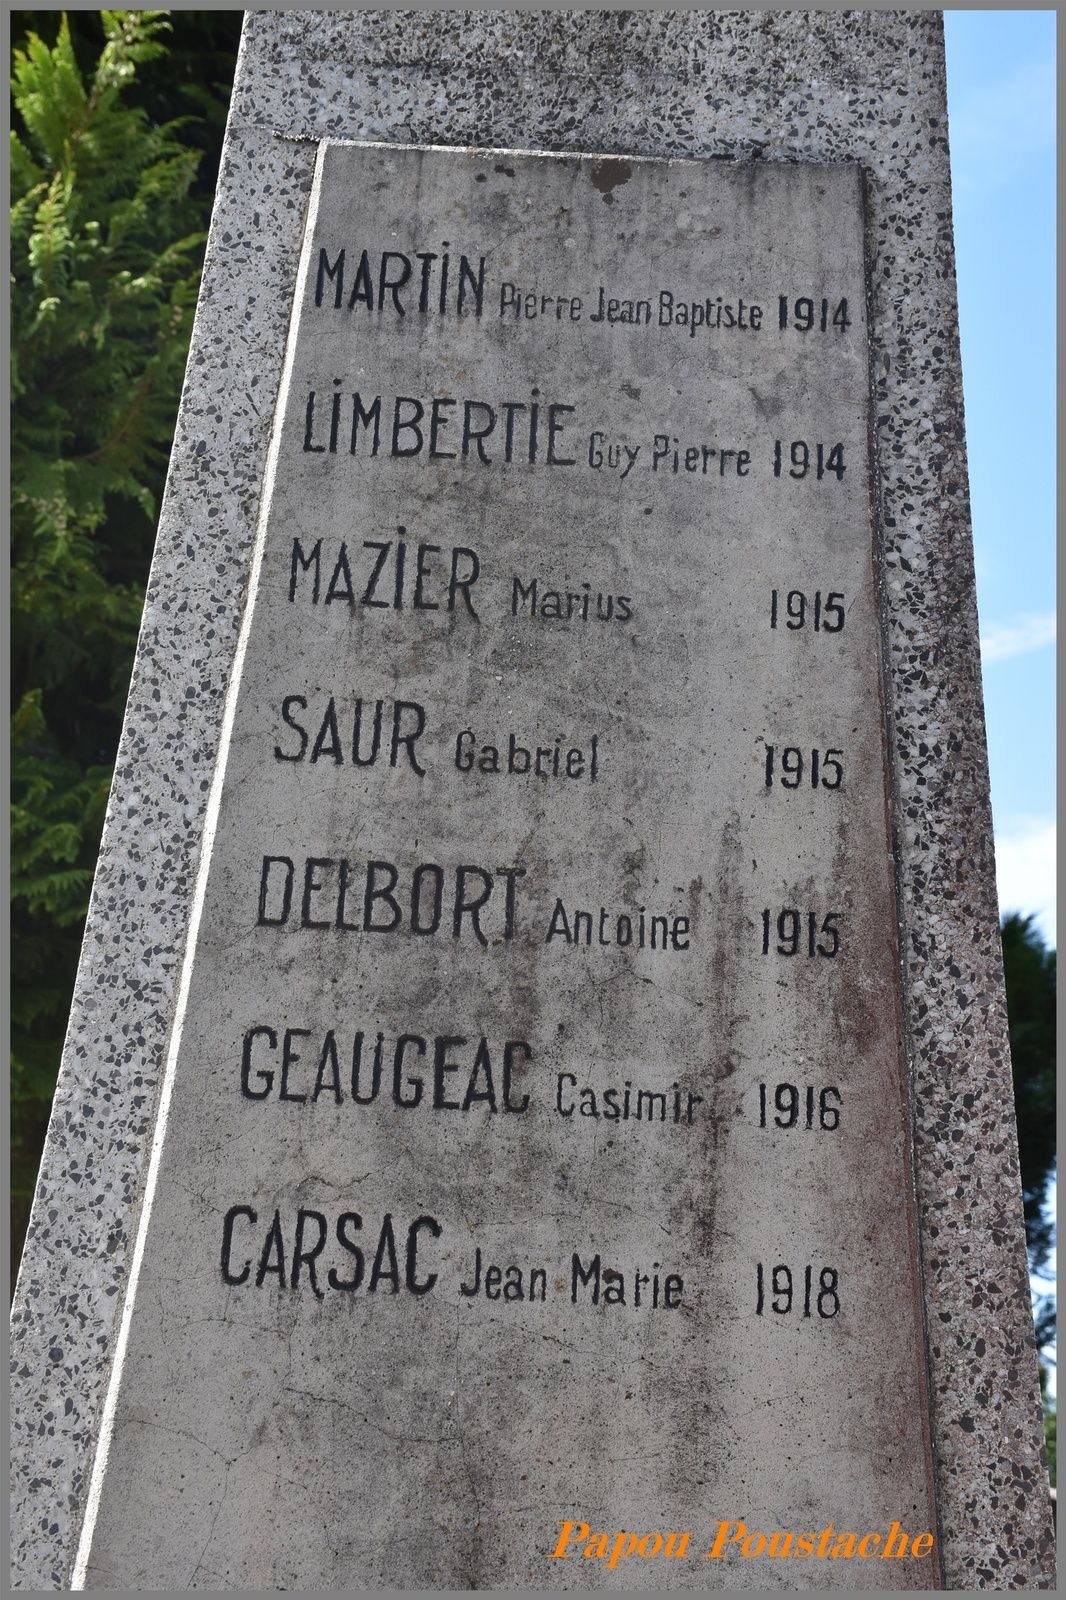 MARTIN Pierre Jean Baptiste 1914
LIMBERTIE Guy Pierre 1914
MAZIER Marius 1915
SAUR Gabriel 1915
DELBORT Antoine 1915
GEAUGEAC Casimir 1916
CARSAC Jean Marie 1918
Papou Poustache